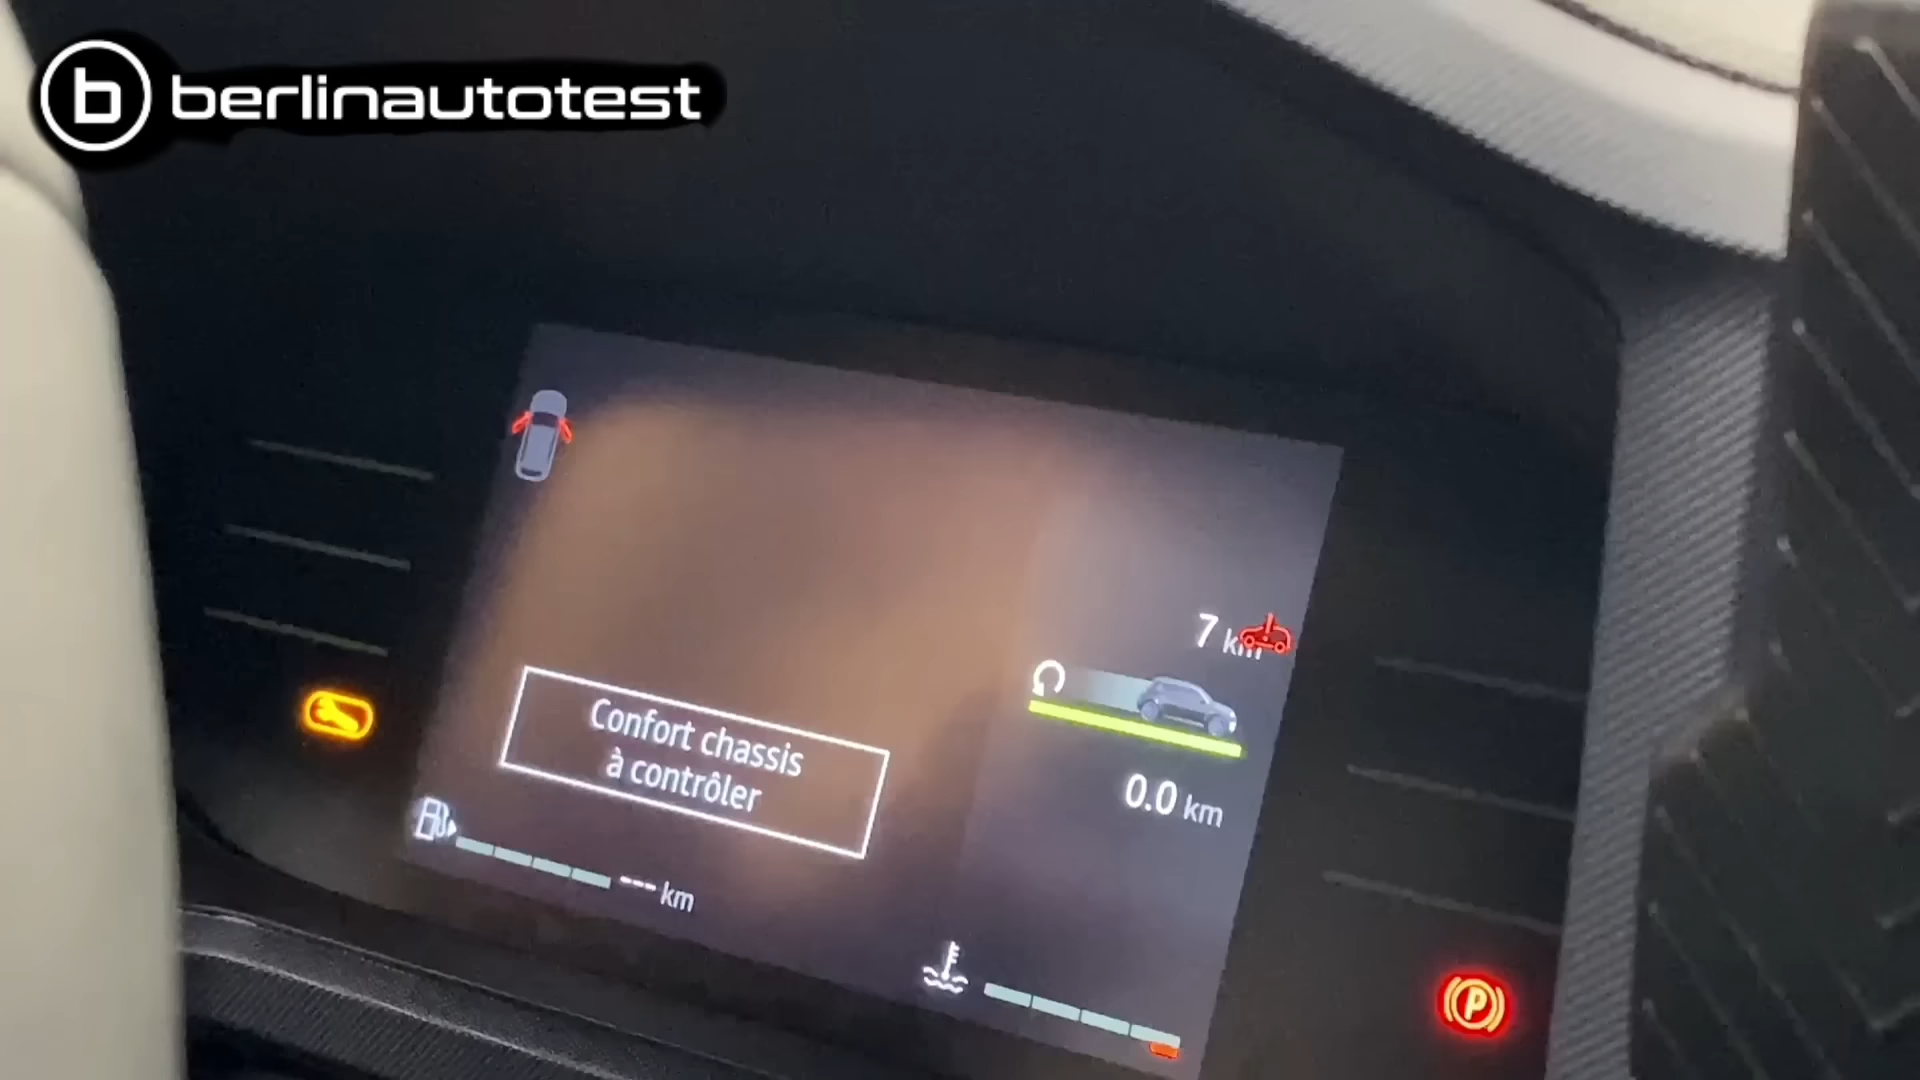 berlinautotest
7 km
Confort chassis
à contrôler
0.0 km
--- km
P